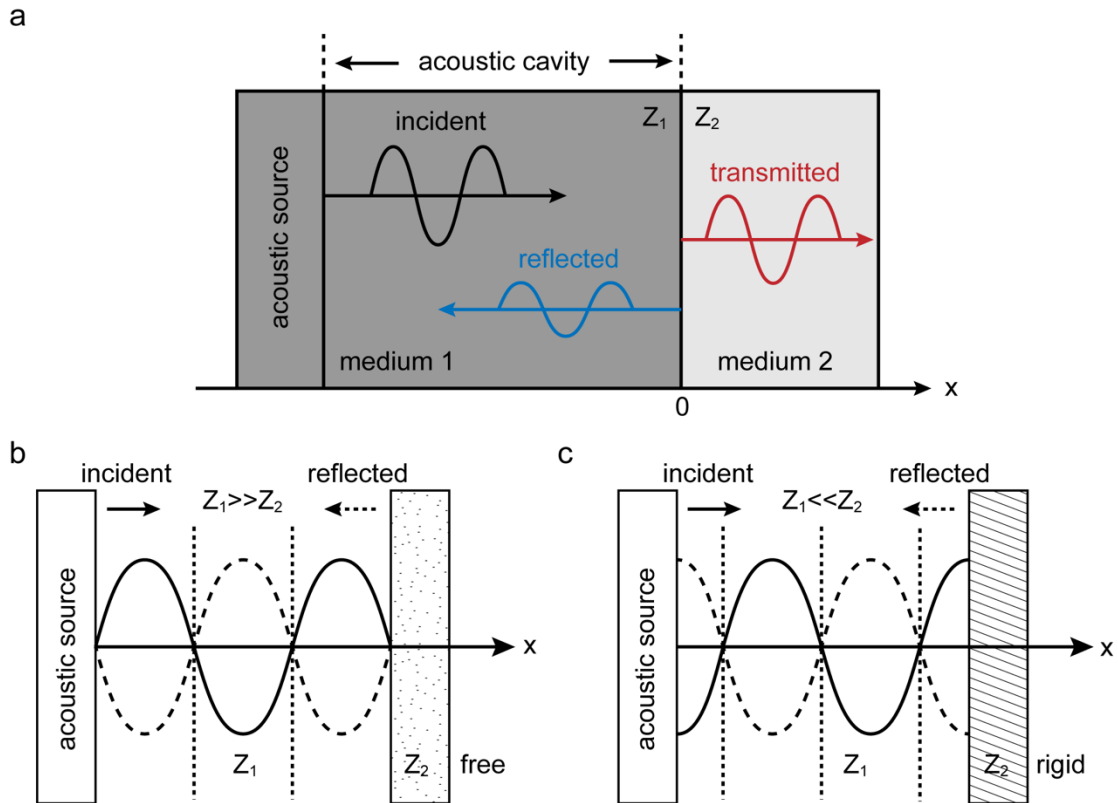 a
acoustic cavity
incident
Z₁
Z₂
transmitted
acoustic source
reflected
medium 1
medium 2
x
0
b
incident
reflected
Z₁>>Z₂
acoustic source
x
Z₁
Z₂
free
c
incident
reflected
Z₁<<Z₂
acoustic source
x
Z₁
Z₂
rigid